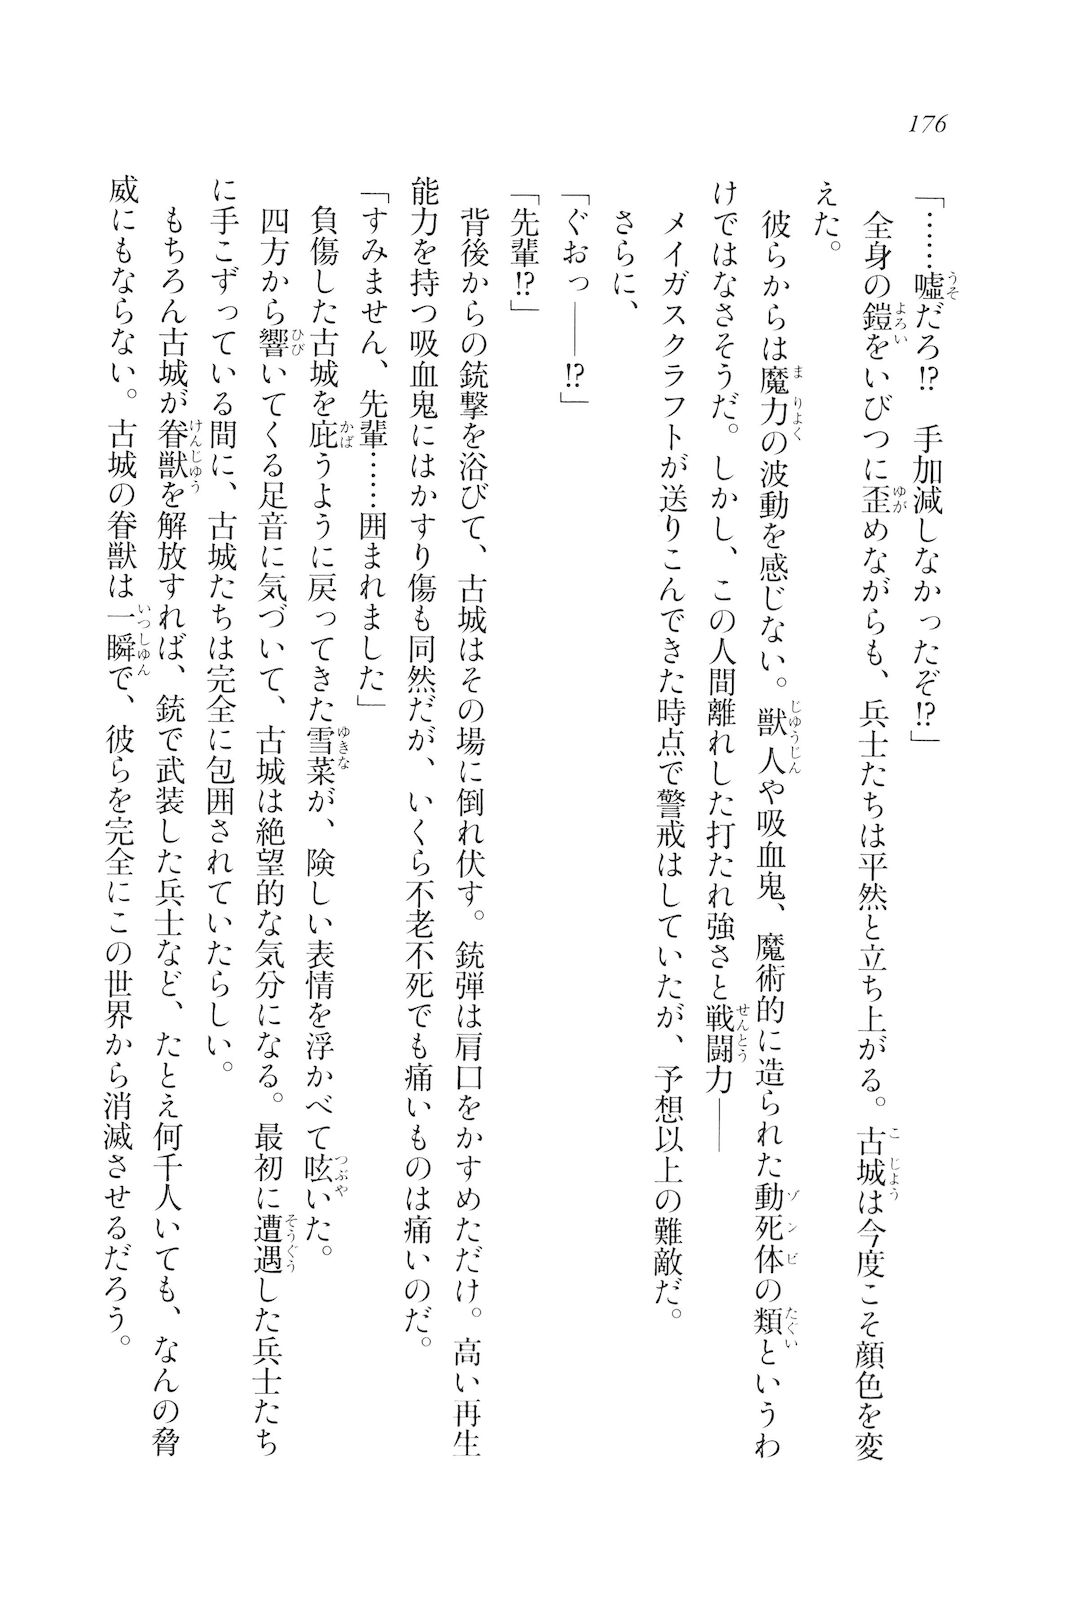 176
「……嘘だろ!?　手加減しなかったぞ!?」
　全身の鎧をいびつに歪めながらも、兵士たちは平然と立ち上がる。古城は今度こそ顔色を変
えた。
　彼らからは魔力の波動を感じない。獣人や吸血鬼、魔術的に造られた動死体の類というわ
けではなさそうだ。しかし、この人間離れした打たれ強さと戦闘力――
　メイガスクラフトが送りこんできた時点で警戒はしていたが、予想以上の難敵だ。
　さらに、
「ぐおっ――!?」
「先輩!?」
　背後からの銃撃を浴びて、古城はその場に倒れ伏す。銃弾は肩口をかすめただけ。高い再生
能力を持つ吸血鬼にはかすり傷も同然だが、いくら不老不死でも痛いものは痛いのだ。
「すみません、先輩……囲まれました」
　負傷した古城を庇うように戻ってきた雪菜が、険しい表情を浮かべて呟いた。
　四方から響いてくる足音に気づいて、古城は絶望的な気分になる。最初に遭遇した兵士たち
に手こずっている間に、古城たちは完全に包囲されていたらしい。
　もちろん古城が眷獣を解放すれば、銃で武装した兵士など、たとえ何千人いても、なんの脅
威にもならない。古城の眷獣は一瞬で、彼らを完全にこの世界から消滅させるだろう。